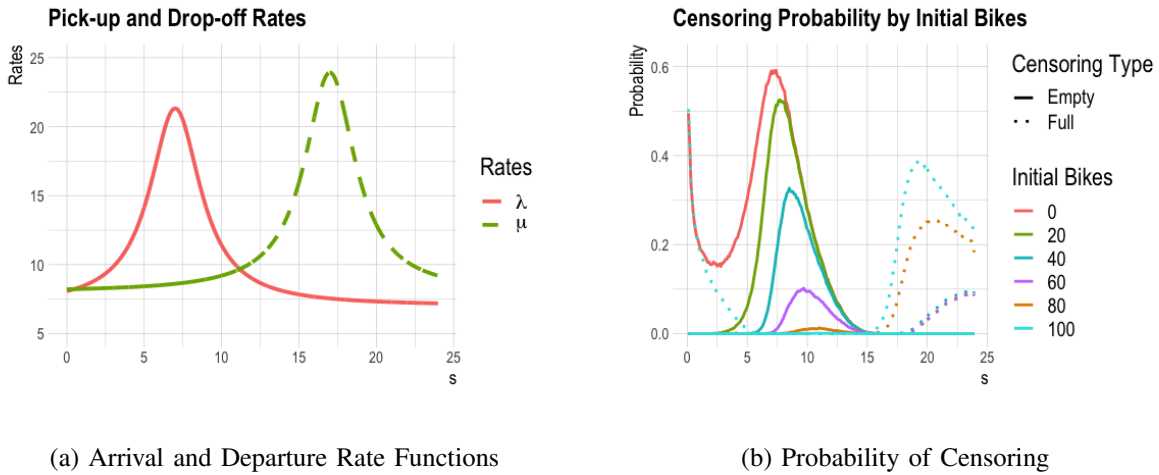 Pick-up and Drop-off Rates
Rates
25
20
15
10
5
0 5 10 15 20 25
s
Rates
λ
μ
(a) Arrival and Departure Rate Functions
Censoring Probability by Initial Bikes
Probability
0.6
0.4
0.2
0.0
0 5 10 15 20 25
s
Censoring Type
Empty
Full
Initial Bikes
0
20
40
60
80
100
(b) Probability of Censoring